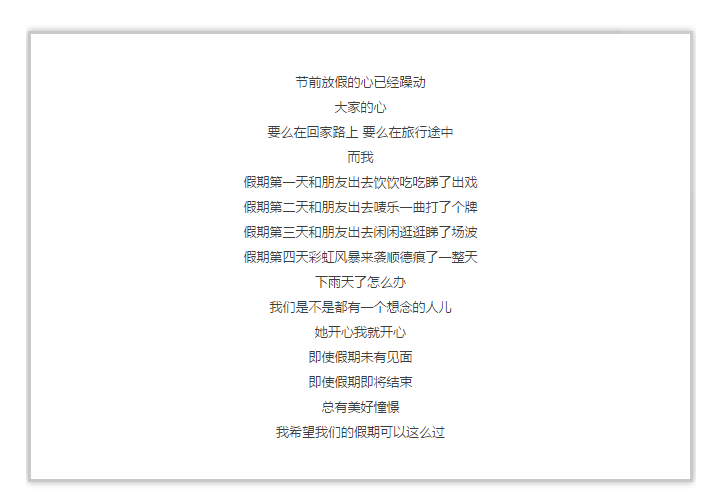 节前放假的心已经躁动
大家的心
要么在回家路上 要么在旅行途中
而我
假期第一天和朋友出去饮饮吃吃睇了出戏
假期第二天和朋友出去唛乐一曲打了个牌
假期第三天和朋友出去闲闲逛逛睇了场波
假期第四天彩虹风暴来袭顺德痕了一整天
下雨天了怎么办
我们是不是都有一个想念的人儿
她开心我就开心
即使假期未有见面
即使假期即将结束
总有美好憧憬
我希望我们的假期可以这么过